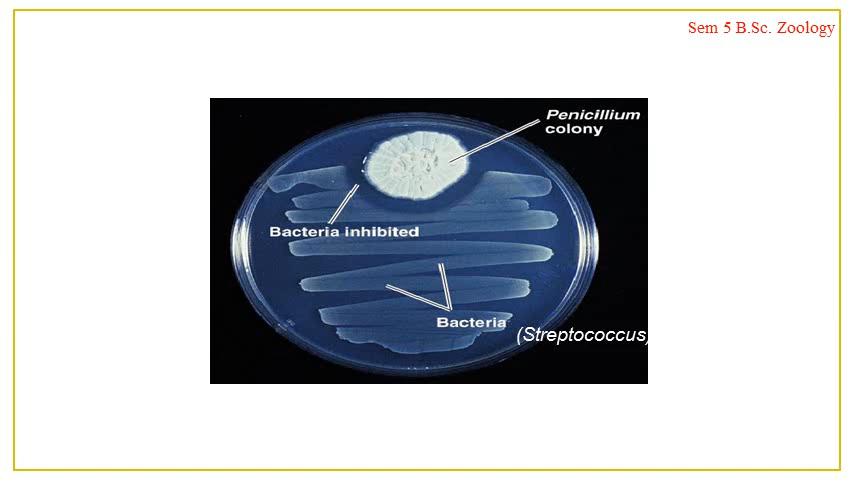 Sem 5 B.Sc. Zoology
Penicillium
colony
Bacteria inhibited
Bacteria
(Streptococcus)